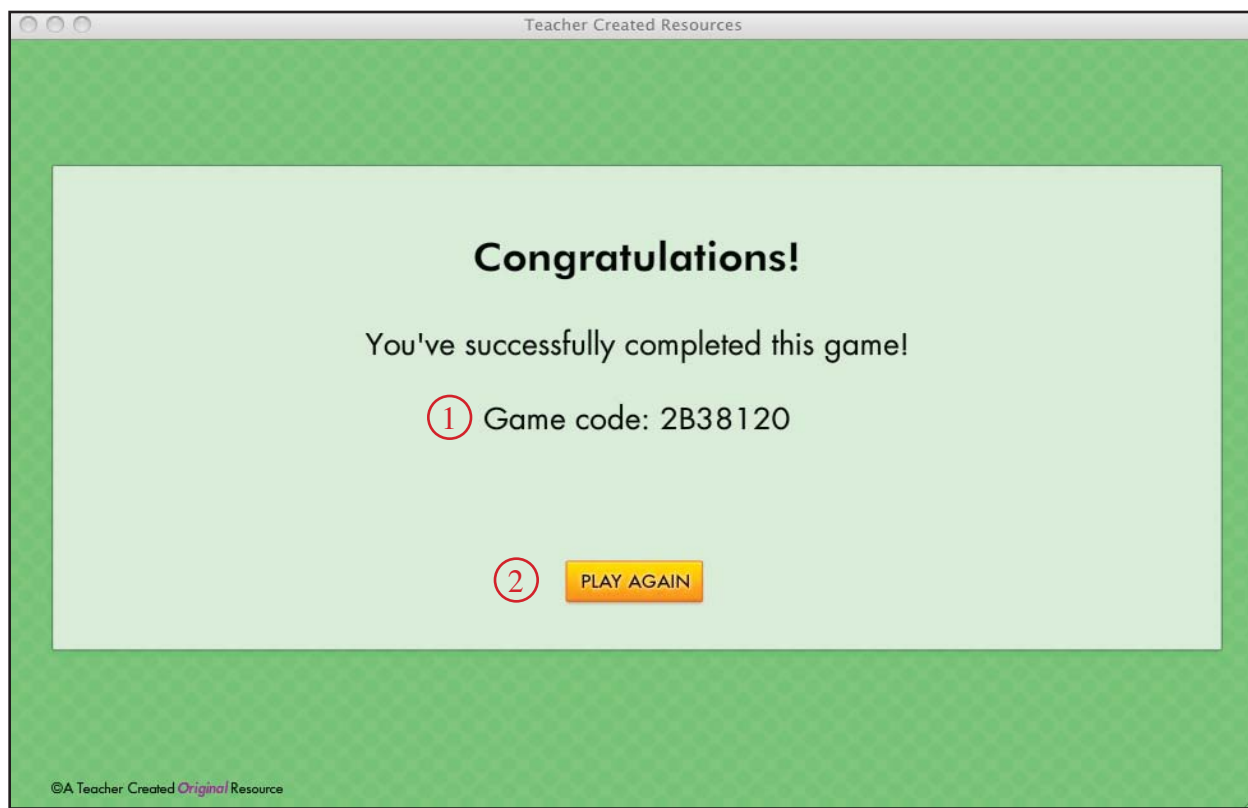 Teacher Created Resources
Congratulations!
You've successfully completed this game!
1 Game code: 2B38120
2 PLAY AGAIN
©A Teacher Created Original Resource